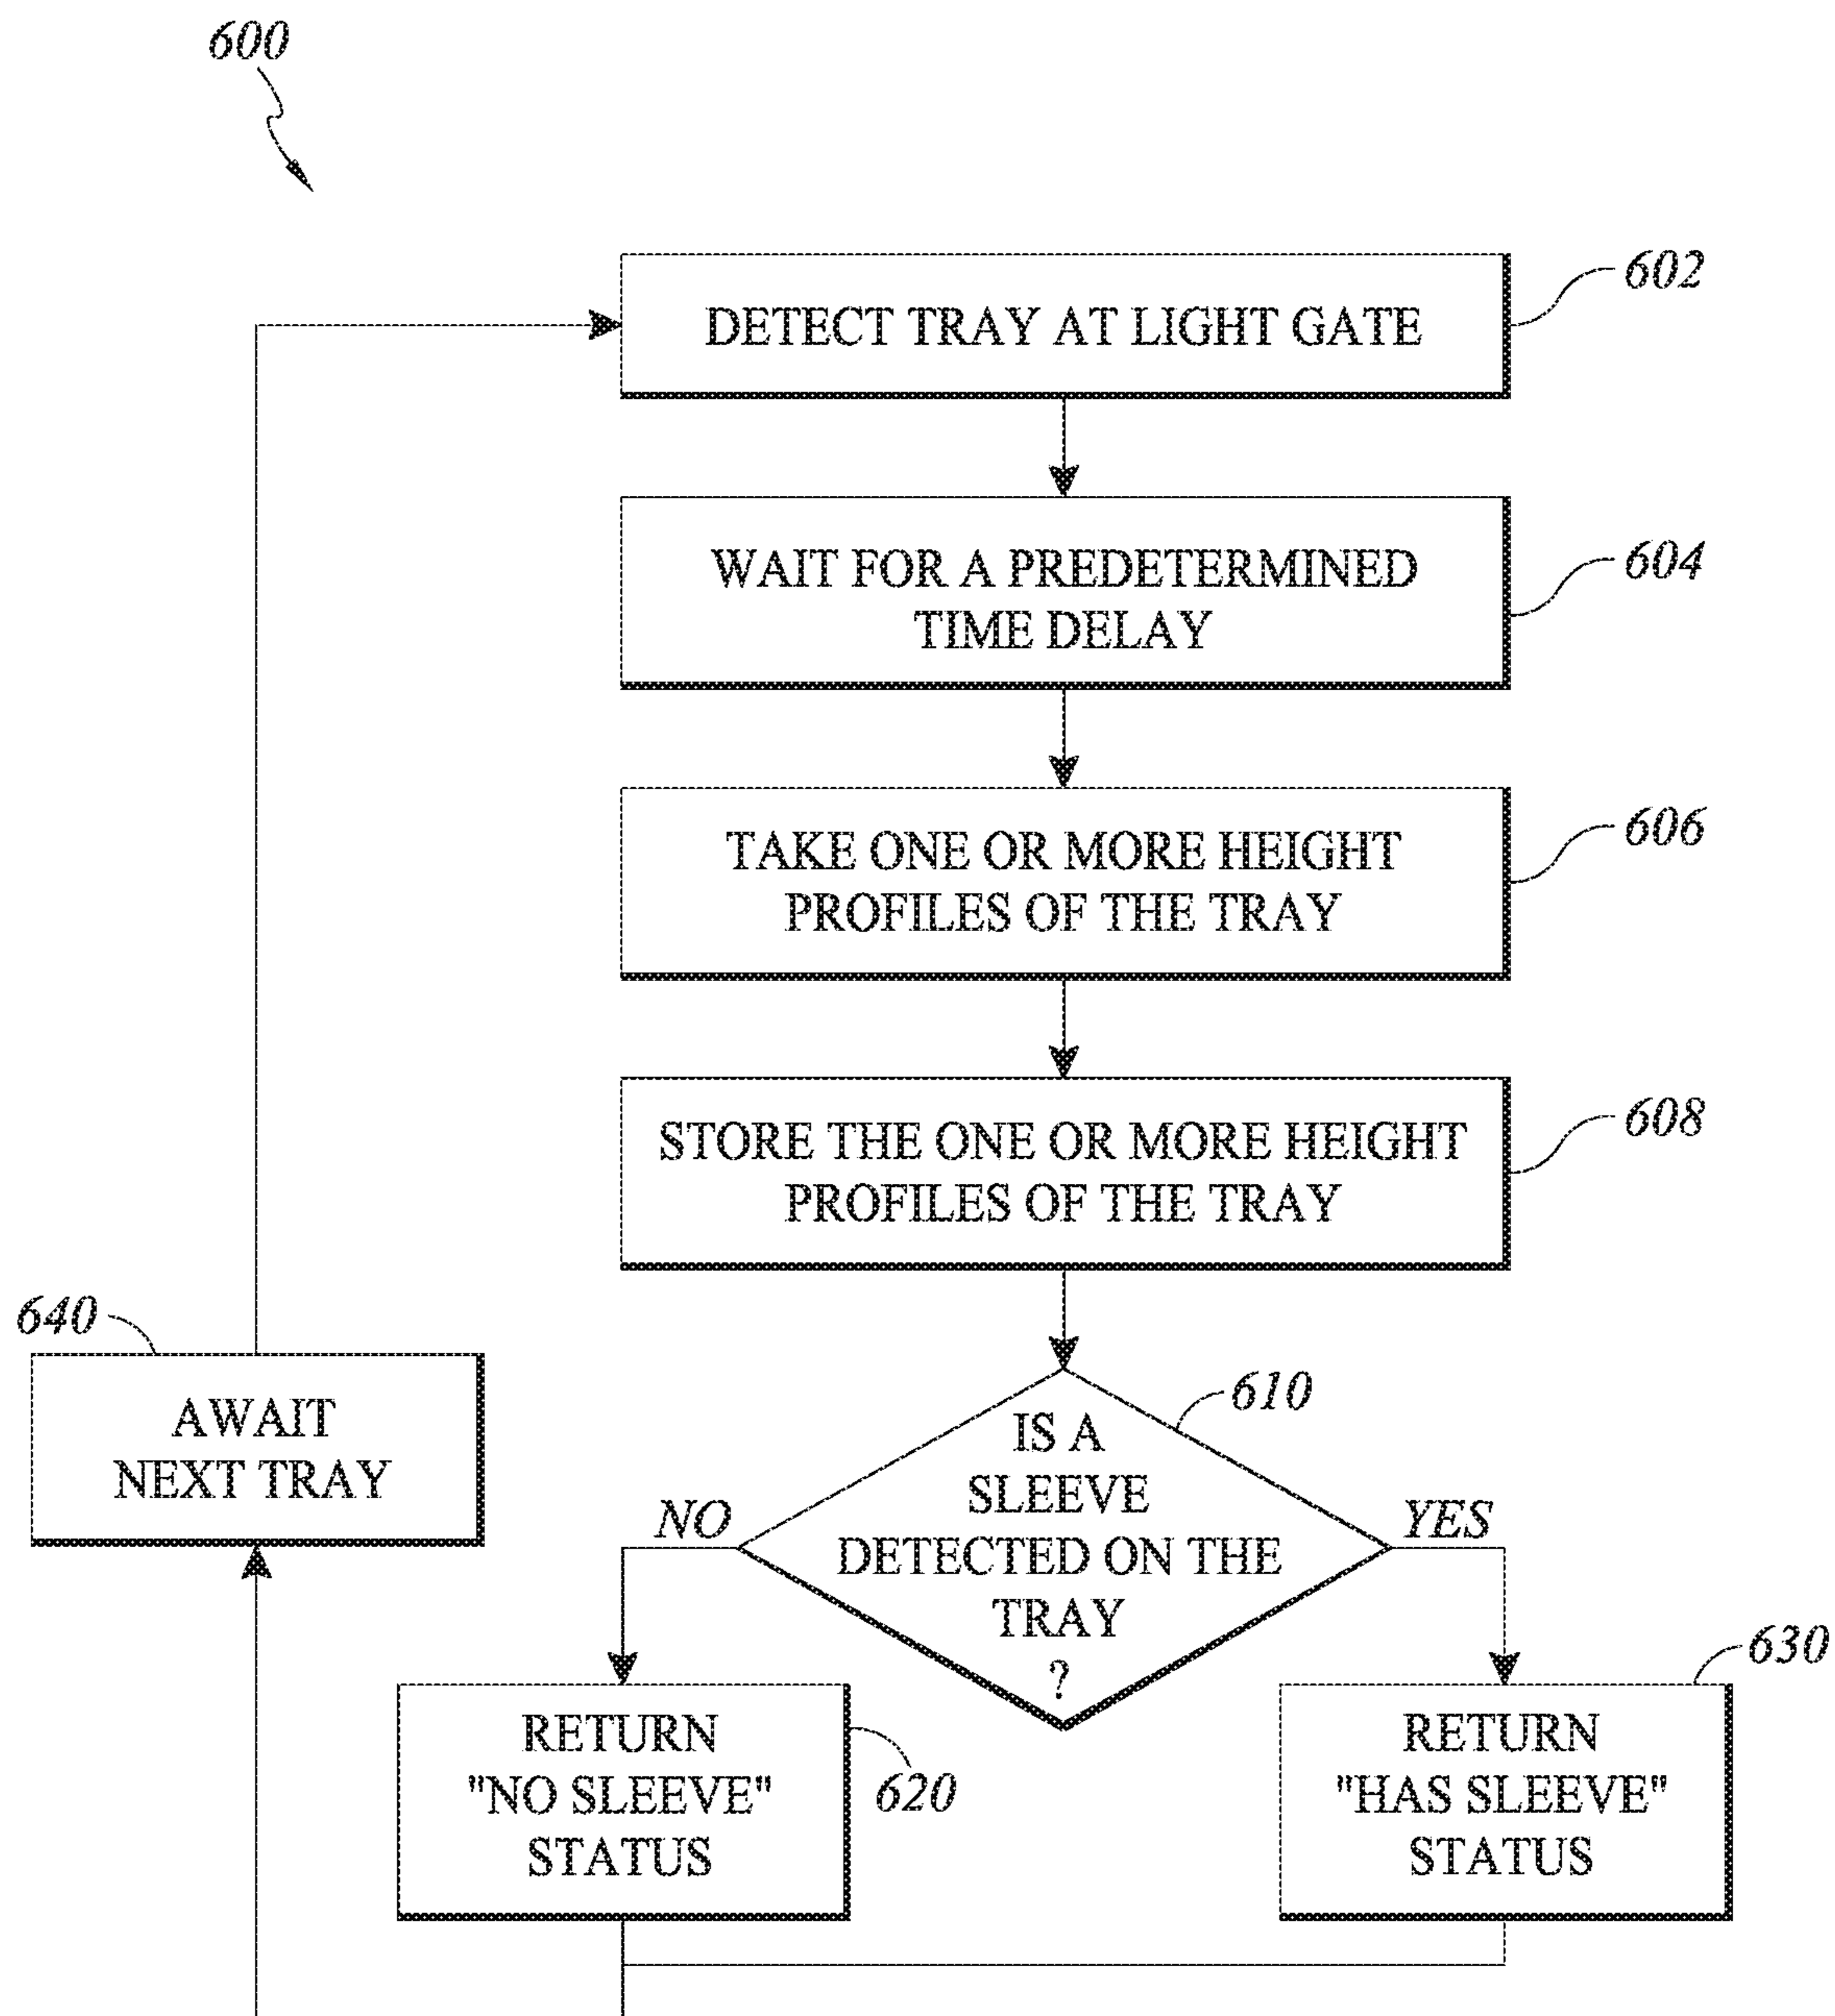 600
602
DETECT TRAY AT LIGHT GATE
604
WAIT FOR A PREDETERMINED
TIME DELAY
606
TAKE ONE OR MORE HEIGHT
PROFILES OF THE TRAY
608
STORE THE ONE OR MORE HEIGHT
PROFILES OF THE TRAY
640
AWAIT
NEXT TRAY
610
IS A
SLEEVE
DETECTED ON THE
TRAY
?
NO
YES
630
RETURN
"NO SLEEVE"
STATUS
620
RETURN
"HAS SLEEVE"
STATUS